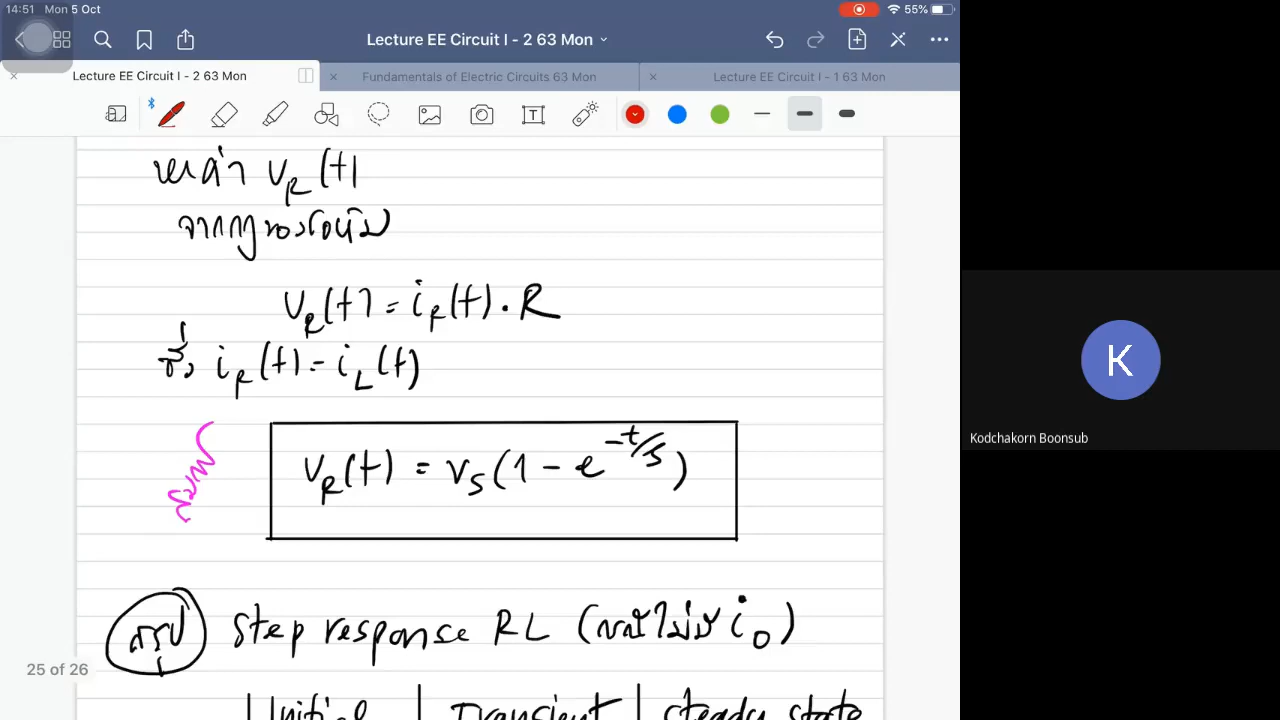 14:51 Mon 5 Oct
55%
Lecture EE Circuit I - 2 63 Mon
Lecture EE Circuit I - 2 63 Mon
Fundamentals of Electric Circuits 63 Mon
Lecture EE Circuit I - 1 63 Mon
หาค่า v_R(t)
จากกฎของโอห์ม
v_R(t) = i_R(t) · R
ซึ่ง i_R(t) = i_L(t)
v_R(t) = v_S(1 - e^{-t/τ})
สรุป Step response RL (กรณีไม่มี i_0)
Initial | Transient | steady state
25 of 26
K
Kodchakorn Boonsub